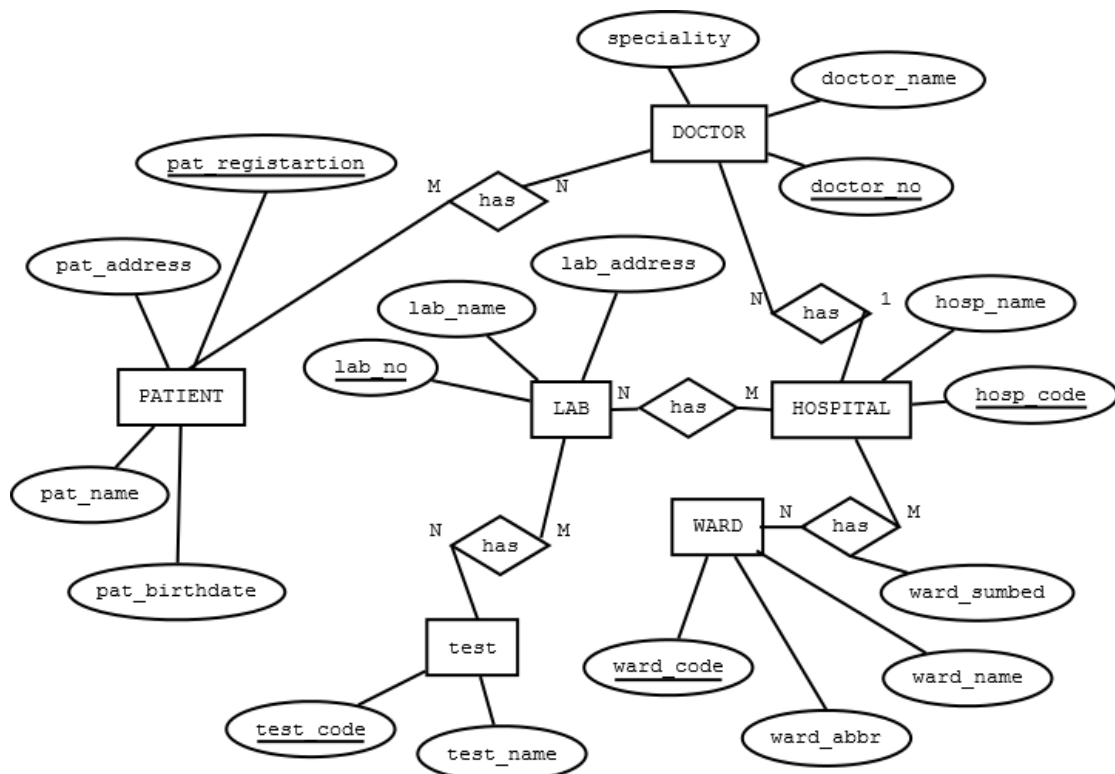 speciality
doctor_name
DOCTOR
pat_registartion
M
has
N
doctor_no
pat_address
lab_address
lab_name
N
has
1
hosp_name
lab_no
PATIENT
LAB
N
has
M
HOSPITAL
hosp_code
pat_name
WARD
N
has
M
N
has
M
pat_birthdate
ward_sumbed
test
ward_code
ward_name
test_code
test_name
ward_abbr